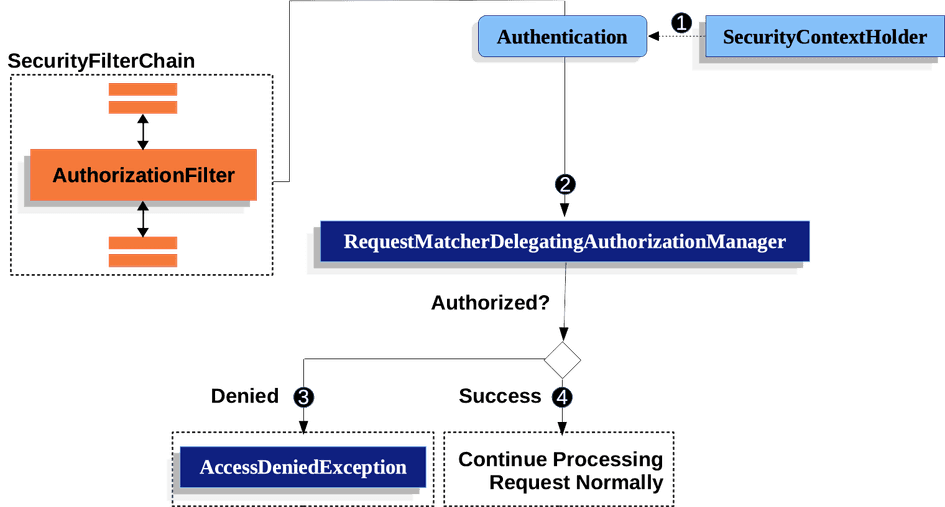 1
Authentication
SecurityContextHolder
SecurityFilterChain
AuthorizationFilter
2
RequestMatcherDelegatingAuthorizationManager
Authorized?
Denied 3
Success 4
AccessDeniedException
Continue Processing
Request Normally